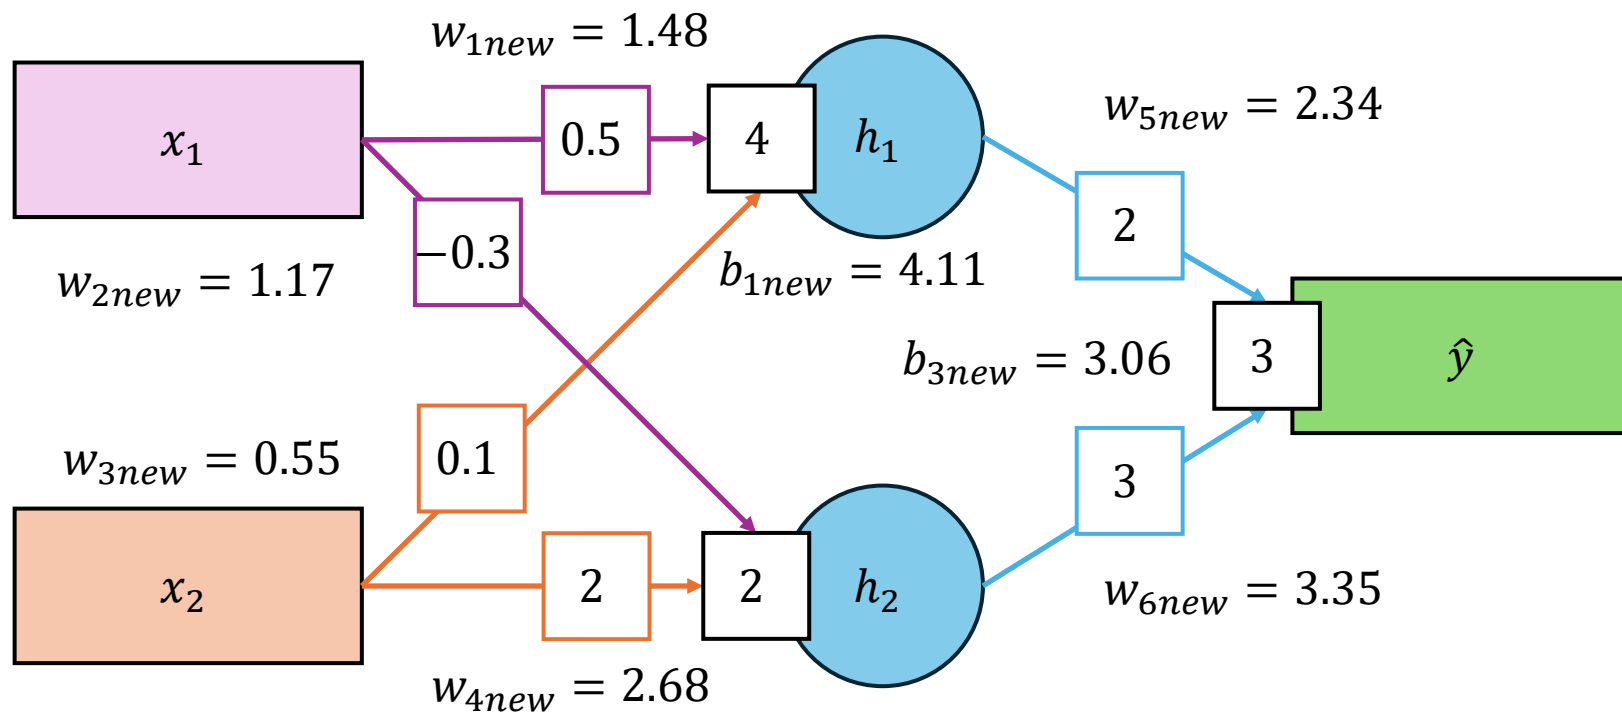 w₁new = 1.48
x₁
0.5
4
h₁
w₅new = 2.34
2
−0.3
w₂new = 1.17
b₁new = 4.11
b₃new = 3.06
3
ŷ
w₃new = 0.55
0.1
3
x₂
2
2
h₂
w₆new = 3.35
w₄new = 2.68